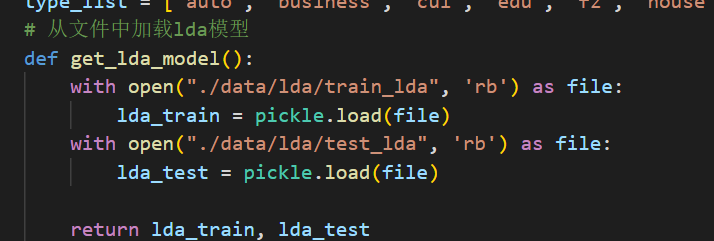 type_list = ["auto", "business", "cul", "edu", "fz", "house
# 从文件中加载lda模型
def get_lda_model():
    with open("./data/lda/train_lda", 'rb') as file:
        lda_train = pickle.load(file)
    with open("./data/lda/test_lda", 'rb') as file:
        lda_test = pickle.load(file)
    return lda_train, lda_test